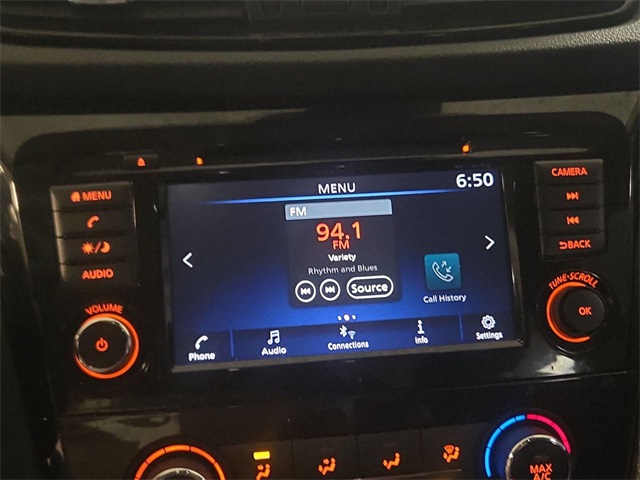 MENU
AUDIO
VOLUME
MENU
6:50
FM
94.1
FM
Variety
Rhythm and Blues
Source
Call History
Phone
Audio
Connections
Info
Settings
CAMERA
BACK
TUNE·SCROLL
OK
MAX
A/C